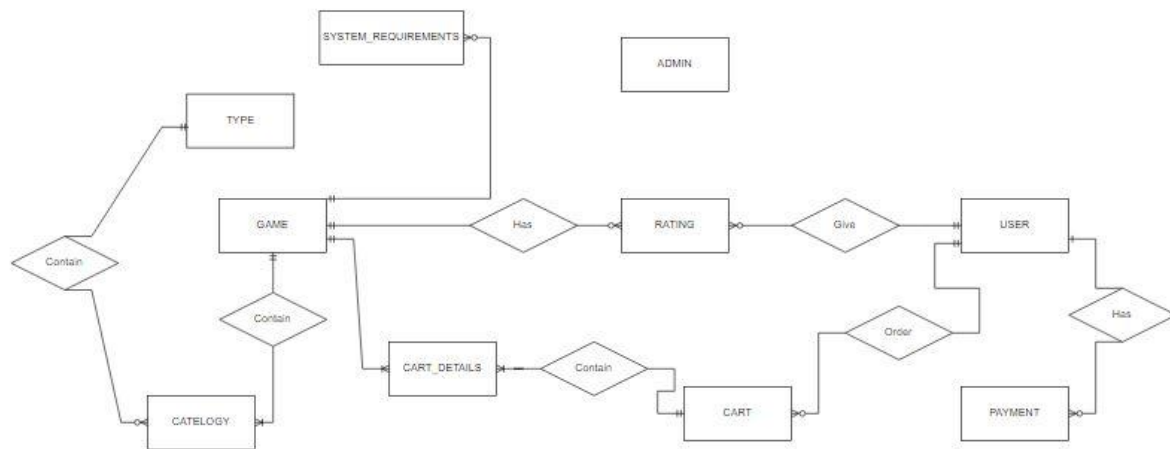 SYSTEM_REQUIREMENTS
ADMIN
TYPE
GAME
Has
RATING
Give
USER
Contain
Contain
Order
Has
CART_DETAILS
Contain
CATELOGY
CART
PAYMENT